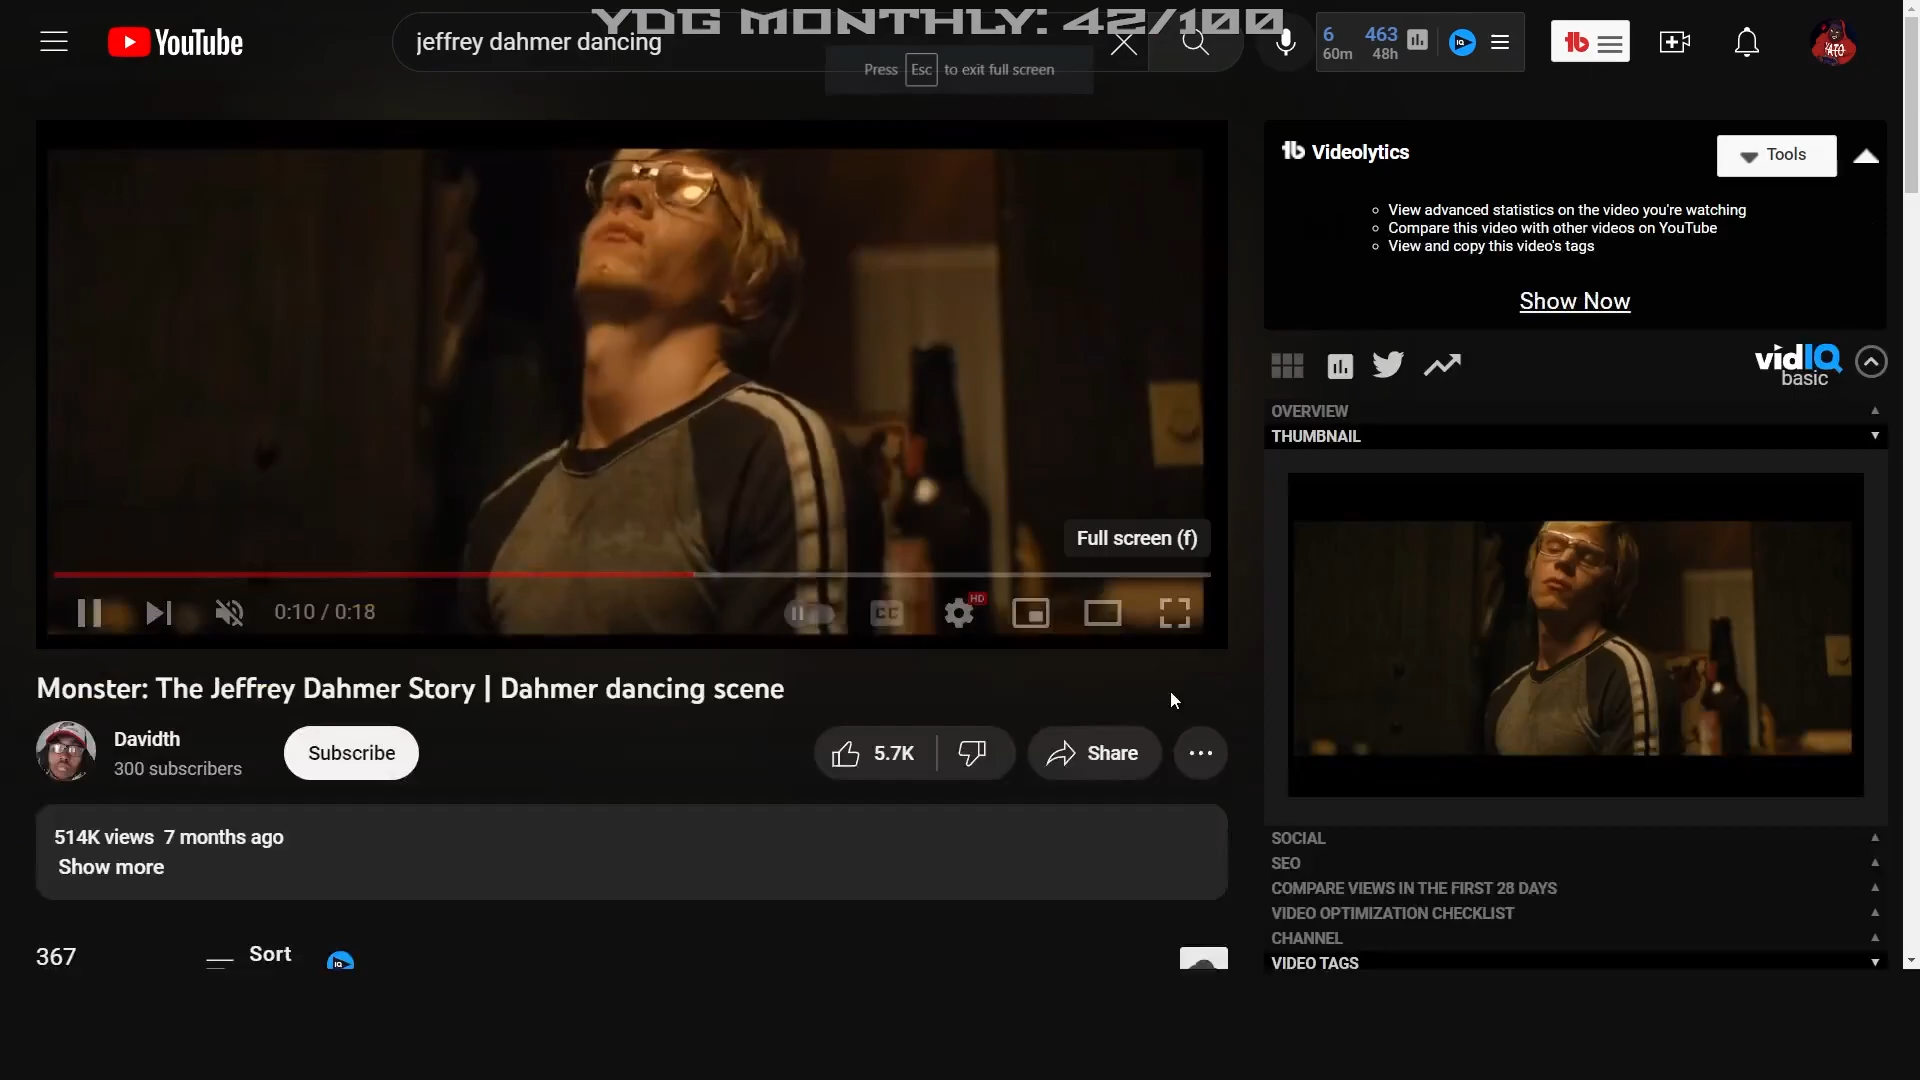 YDG MONTHLY: 42/100
YouTube
jeffrey dahmer dancing
6 463
60m 48h
Press Esc to exit full screen
tb Videolytics
Tools
View advanced statistics on the video you're watching
Compare this video with other videos on YouTube
View and copy this video's tags
Show Now
vidIQ
basic
OVERVIEW
THUMBNAIL
Full screen (f)
0:10 / 0:18
CC
HD
Monster: The Jeffrey Dahmer Story | Dahmer dancing scene
Davidth
300 subscribers
Subscribe
5.7K
Share
514K views 7 months ago
Show more
SOCIAL
SEO
COMPARE VIEWS IN THE FIRST 28 DAYS
VIDEO OPTIMIZATION CHECKLIST
CHANNEL
VIDEO TAGS
367
Sort
IQ